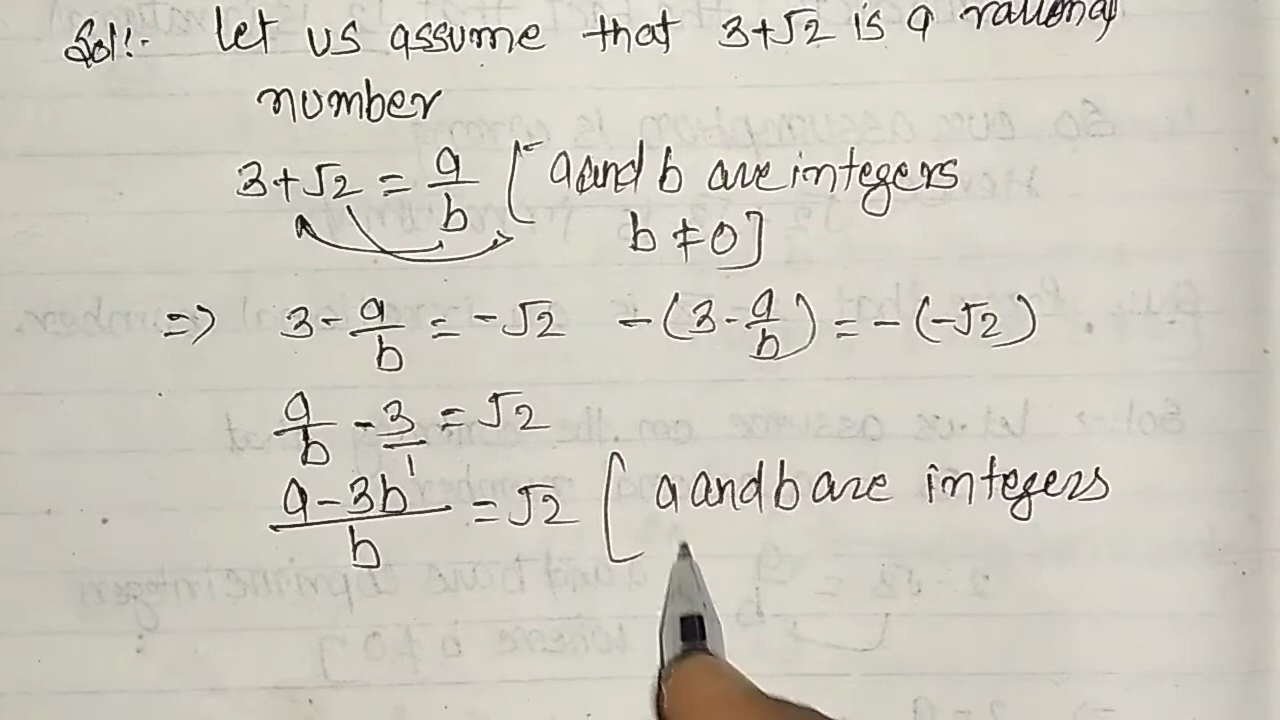 Sol!:- let us assume that 3+√2 is a rational
number
3+√2 = a/b [ a and b are integers
b ≠ 0]
=> 3 - a/b = -√2 - (3 - a/b) = - (-√2)
a/b - 3/1 = √2
a - 3b / b = √2 [ a and b are integers